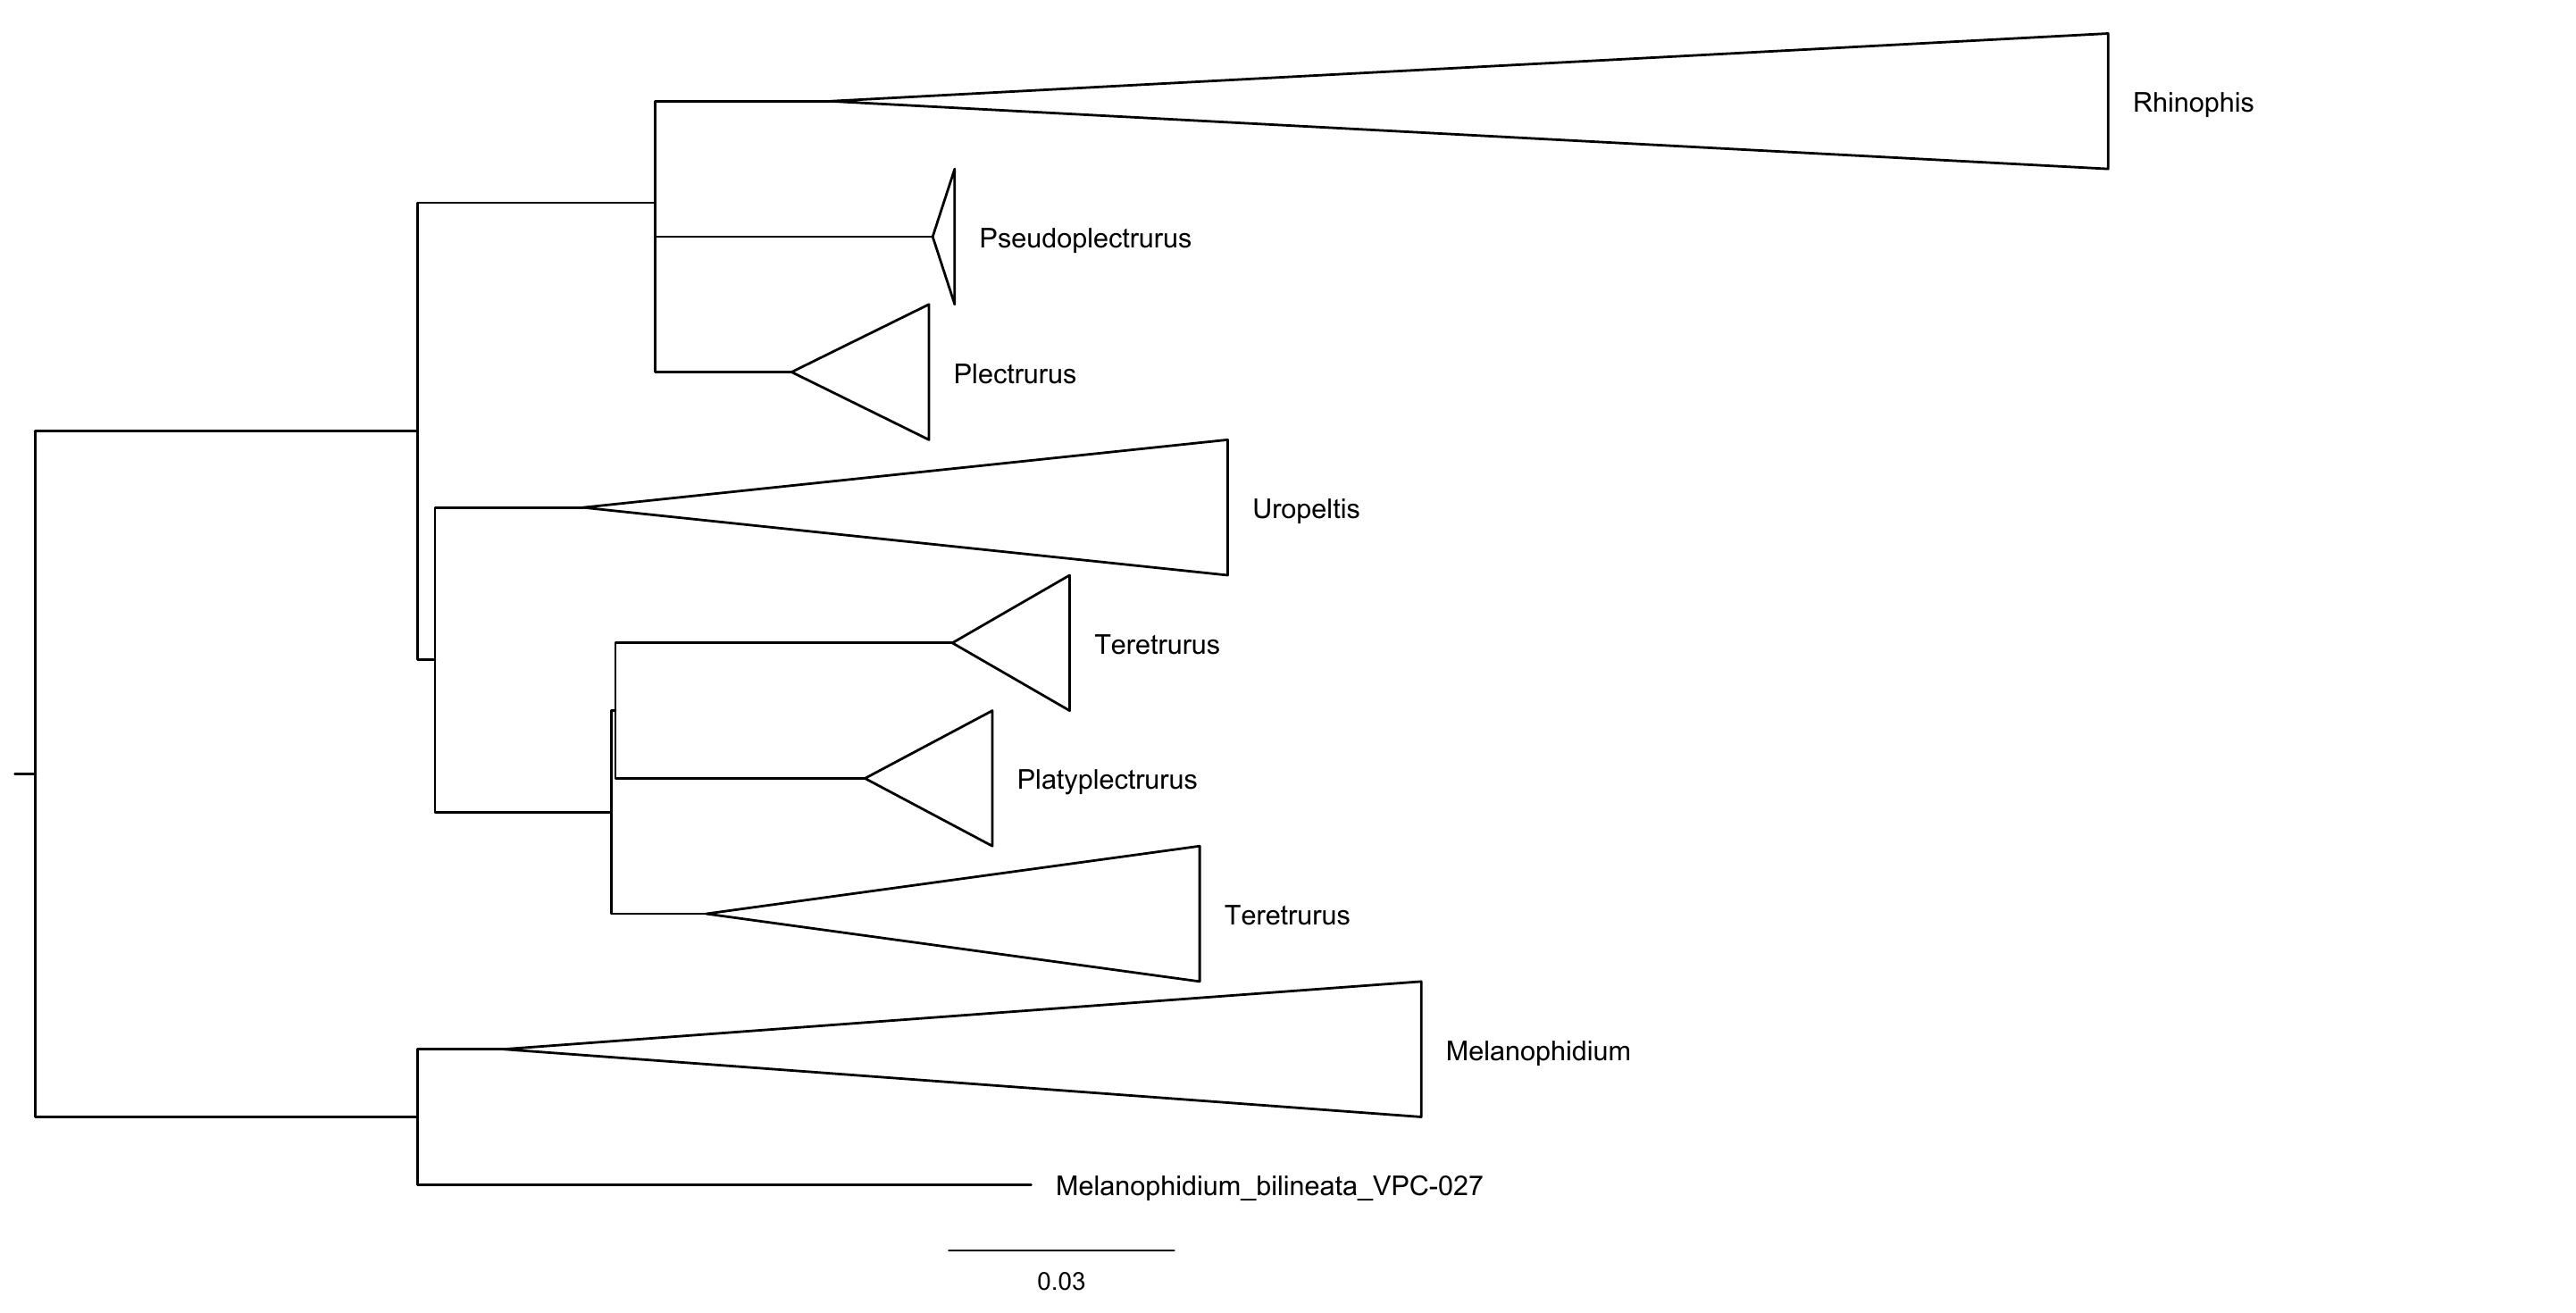 Rhinophis
Pseudoplectrurus
Plectrurus
Uropeltis
Teretrurus
Platyplectrurus
Teretrurus
Melanophidium
Melanophidium_bilineata_VPC-027
0.03